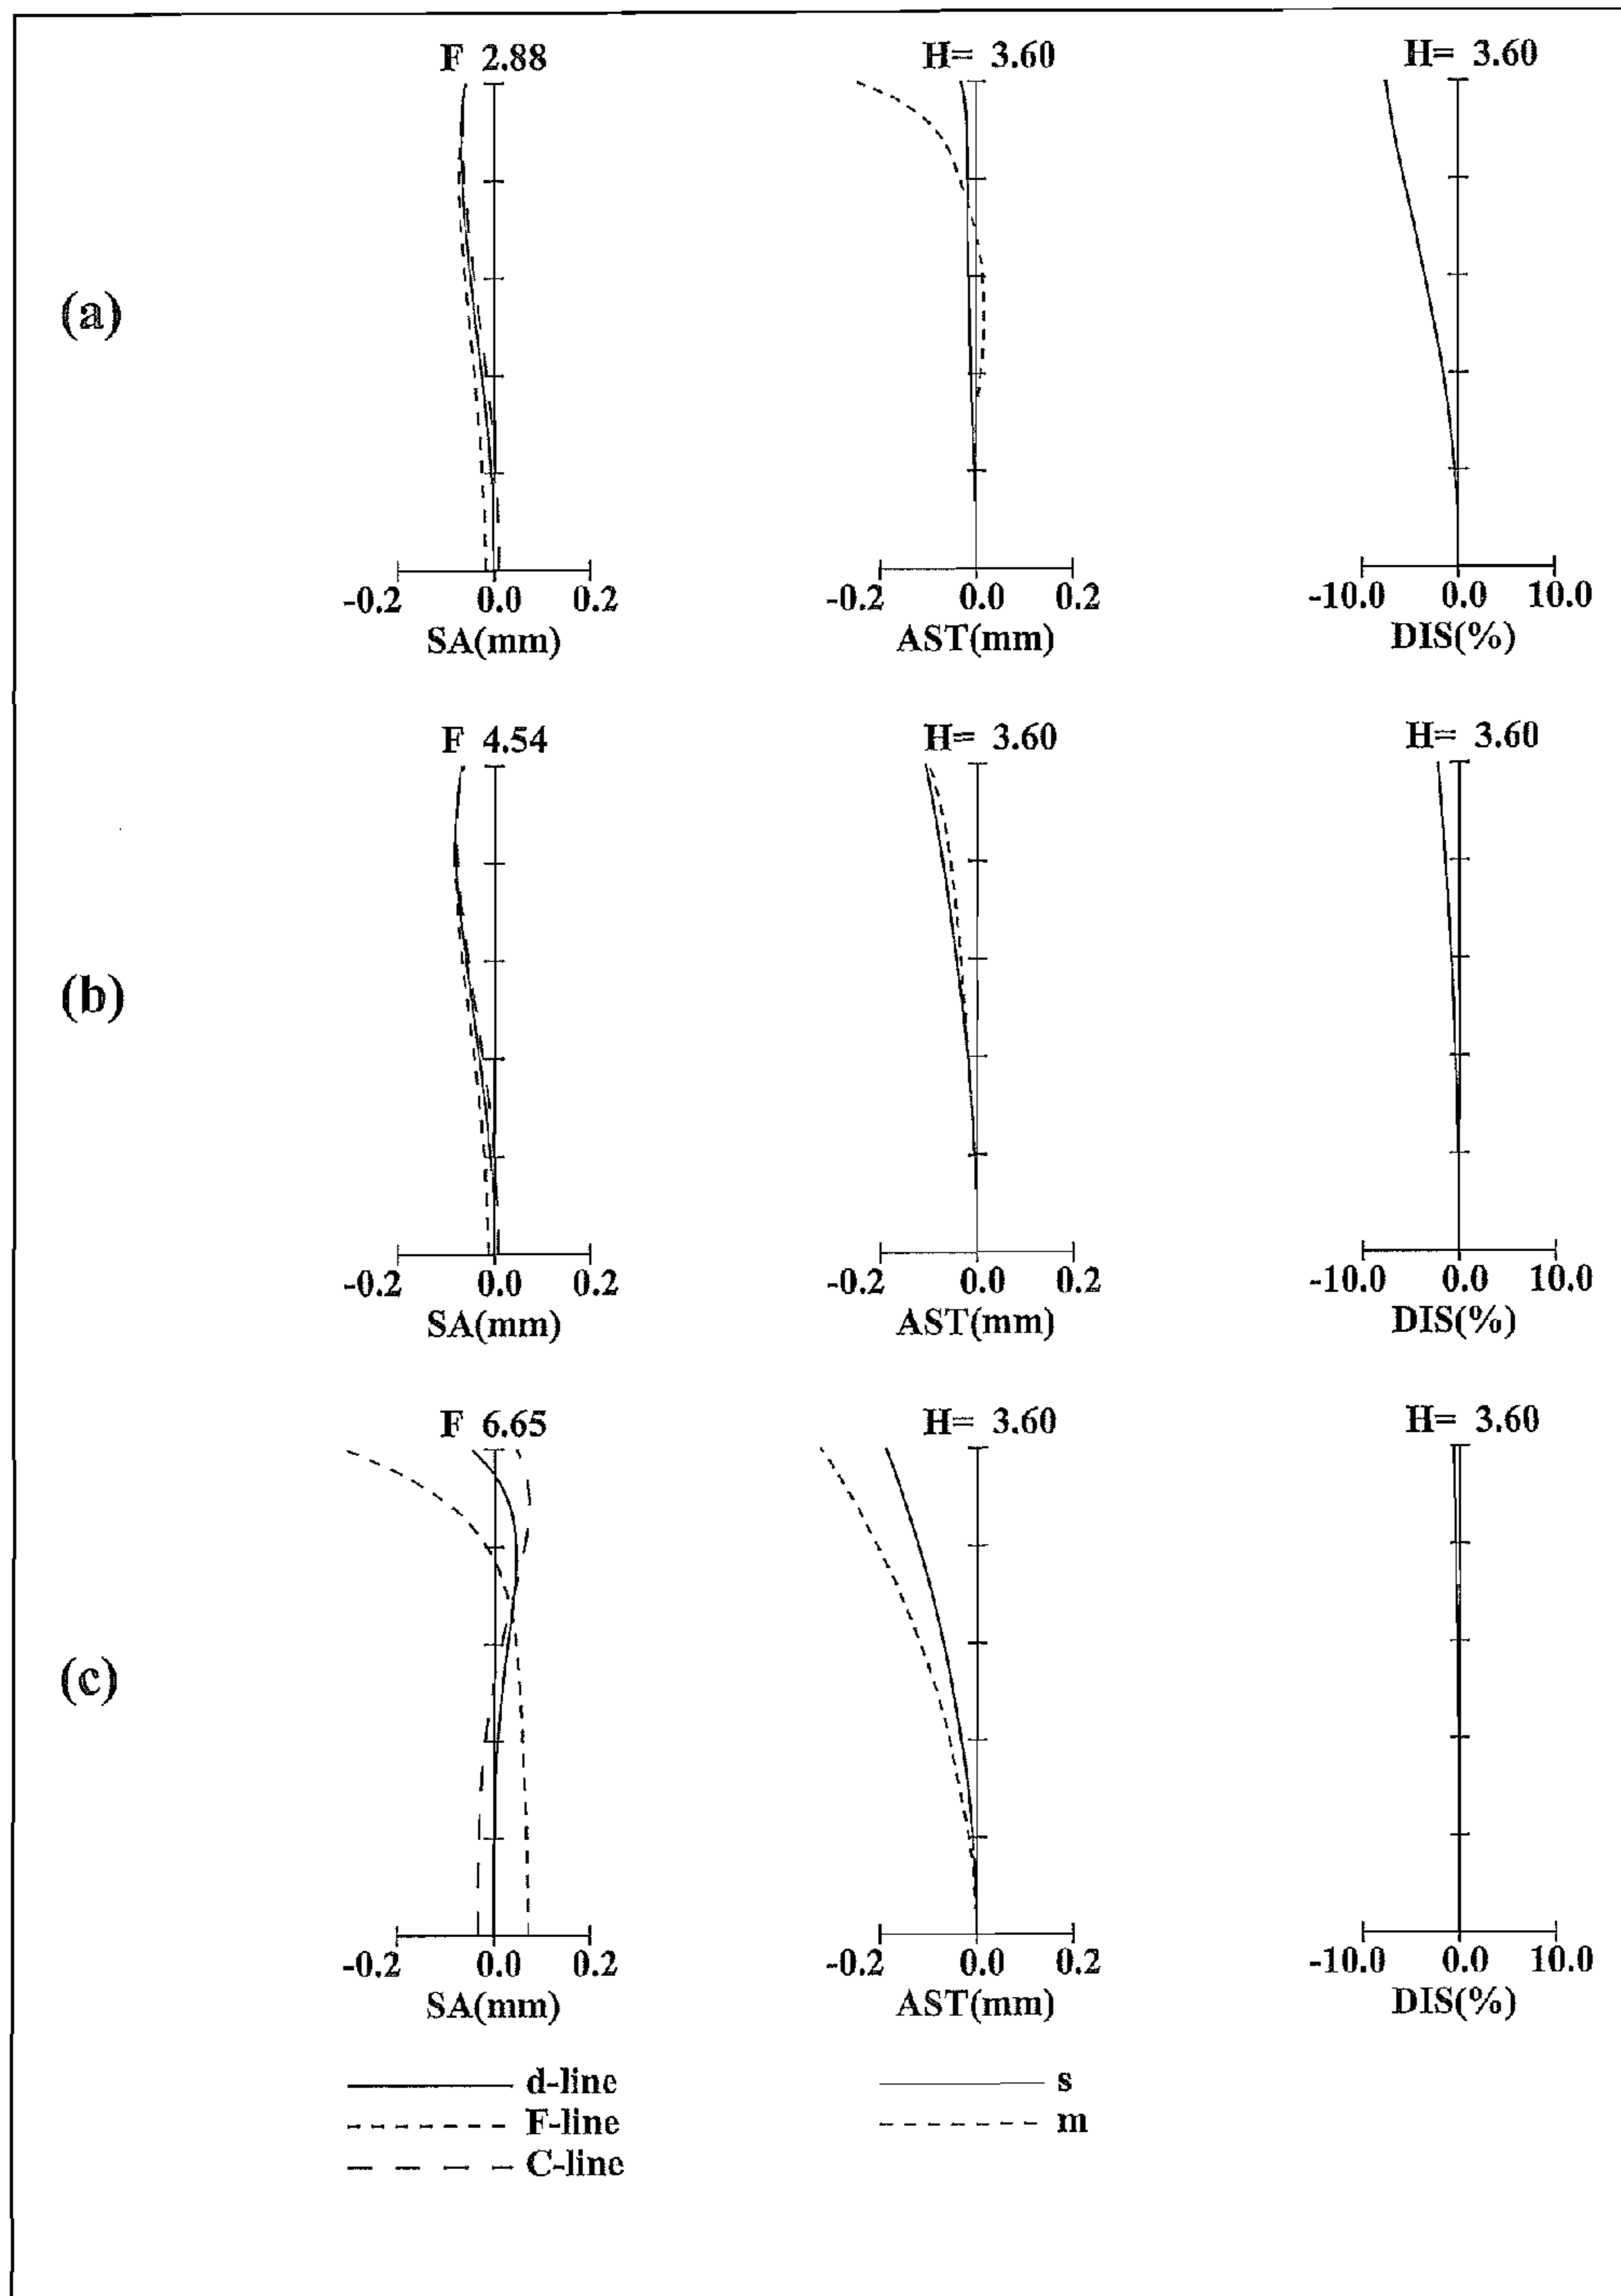 F 2.88 H= 3.60 H= 3.60
(a)
-0.2 0.0 0.2 -0.2 0.0 0.2 -10.0 0.0 10.0
SA(mm) AST(mm) DIS(%)
F 4.54 H= 3.60 H= 3.60
(b)
-0.2 0.0 0.2 -0.2 0.0 0.2 -10.0 0.0 10.0
SA(mm) AST(mm) DIS(%)
F 6.65 H= 3.60 H= 3.60
(c)
-0.2 0.0 0.2 -0.2 0.0 0.2 -10.0 0.0 10.0
SA(mm) AST(mm) DIS(%)
d-line s
F-line m
C-line